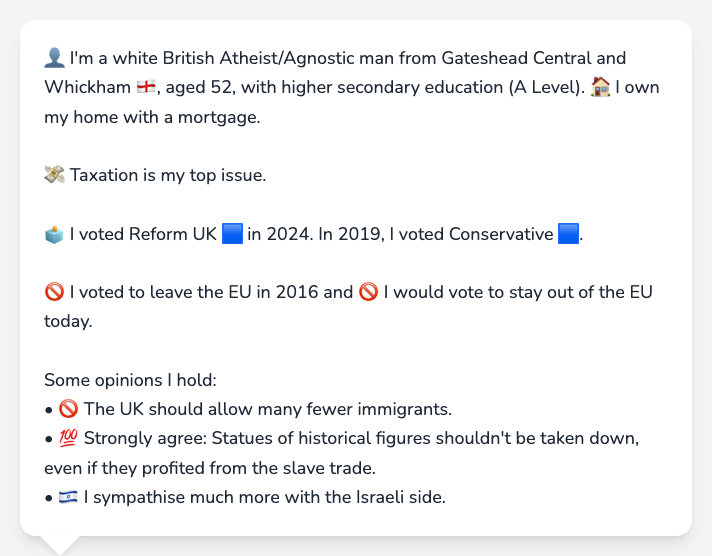 👤 I'm a white British Atheist/Agnostic man from Gateshead Central and
Whickham 🏴󠁧󠁢󠁥󠁮󠁧󠁿, aged 52, with higher secondary education (A Level). 🏠 I own
my home with a mortgage.
💸 Taxation is my top issue.
🗳️ I voted Reform UK 🟦 in 2024. In 2019, I voted Conservative 🟦.
🚫 I voted to leave the EU in 2016 and 🚫 I would vote to stay out of the EU
today.
Some opinions I hold:
• 🚫 The UK should allow many fewer immigrants.
• 💯 Strongly agree: Statues of historical figures shouldn't be taken down,
even if they profited from the slave trade.
• 🇮🇱 I sympathise much more with the Israeli side.